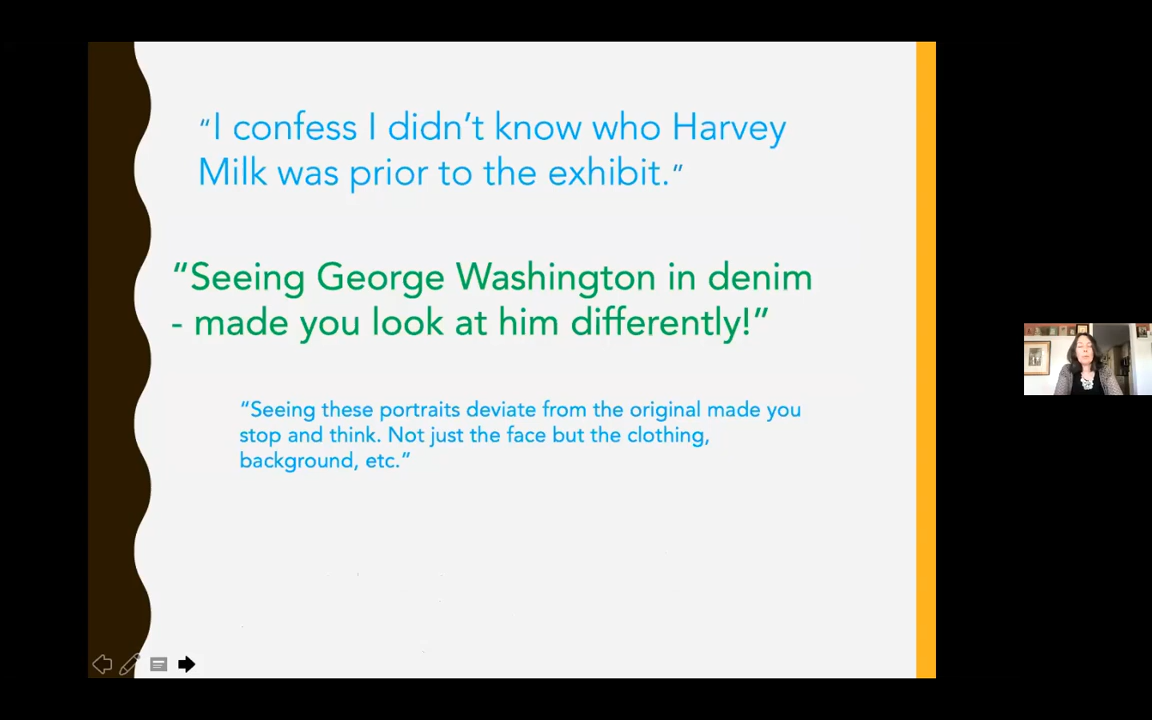 “I confess I didn’t know who Harvey
Milk was prior to the exhibit.”
“Seeing George Washington in denim
- made you look at him differently!”
“Seeing these portraits deviate from the original made you
stop and think. Not just the face but the clothing,
background, etc.”